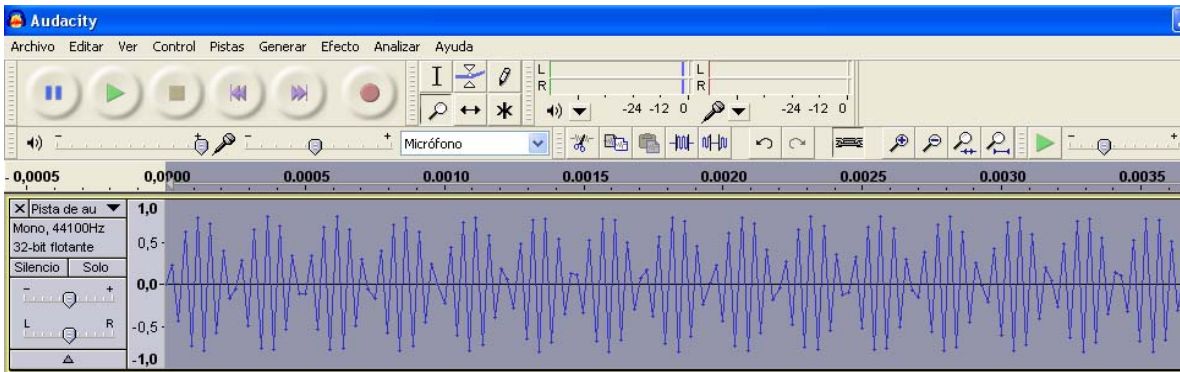 Audacity
Archivo Editar Ver Control Pistas Generar Efecto Analizar Ayuda
L
R
-24 -12 0
L
R
-24 -12 0
- +
- +
Micrófono
- +
- 0,0005 0,0000 0.0005 0.0010 0.0015 0.0020 0.0025 0.0030 0.0035
X Pista de au
Mono, 44100Hz
32-bit flotante
Silencio Solo
- +
L R
1,0
0,5-
0,0-
-0,5-
-1,0